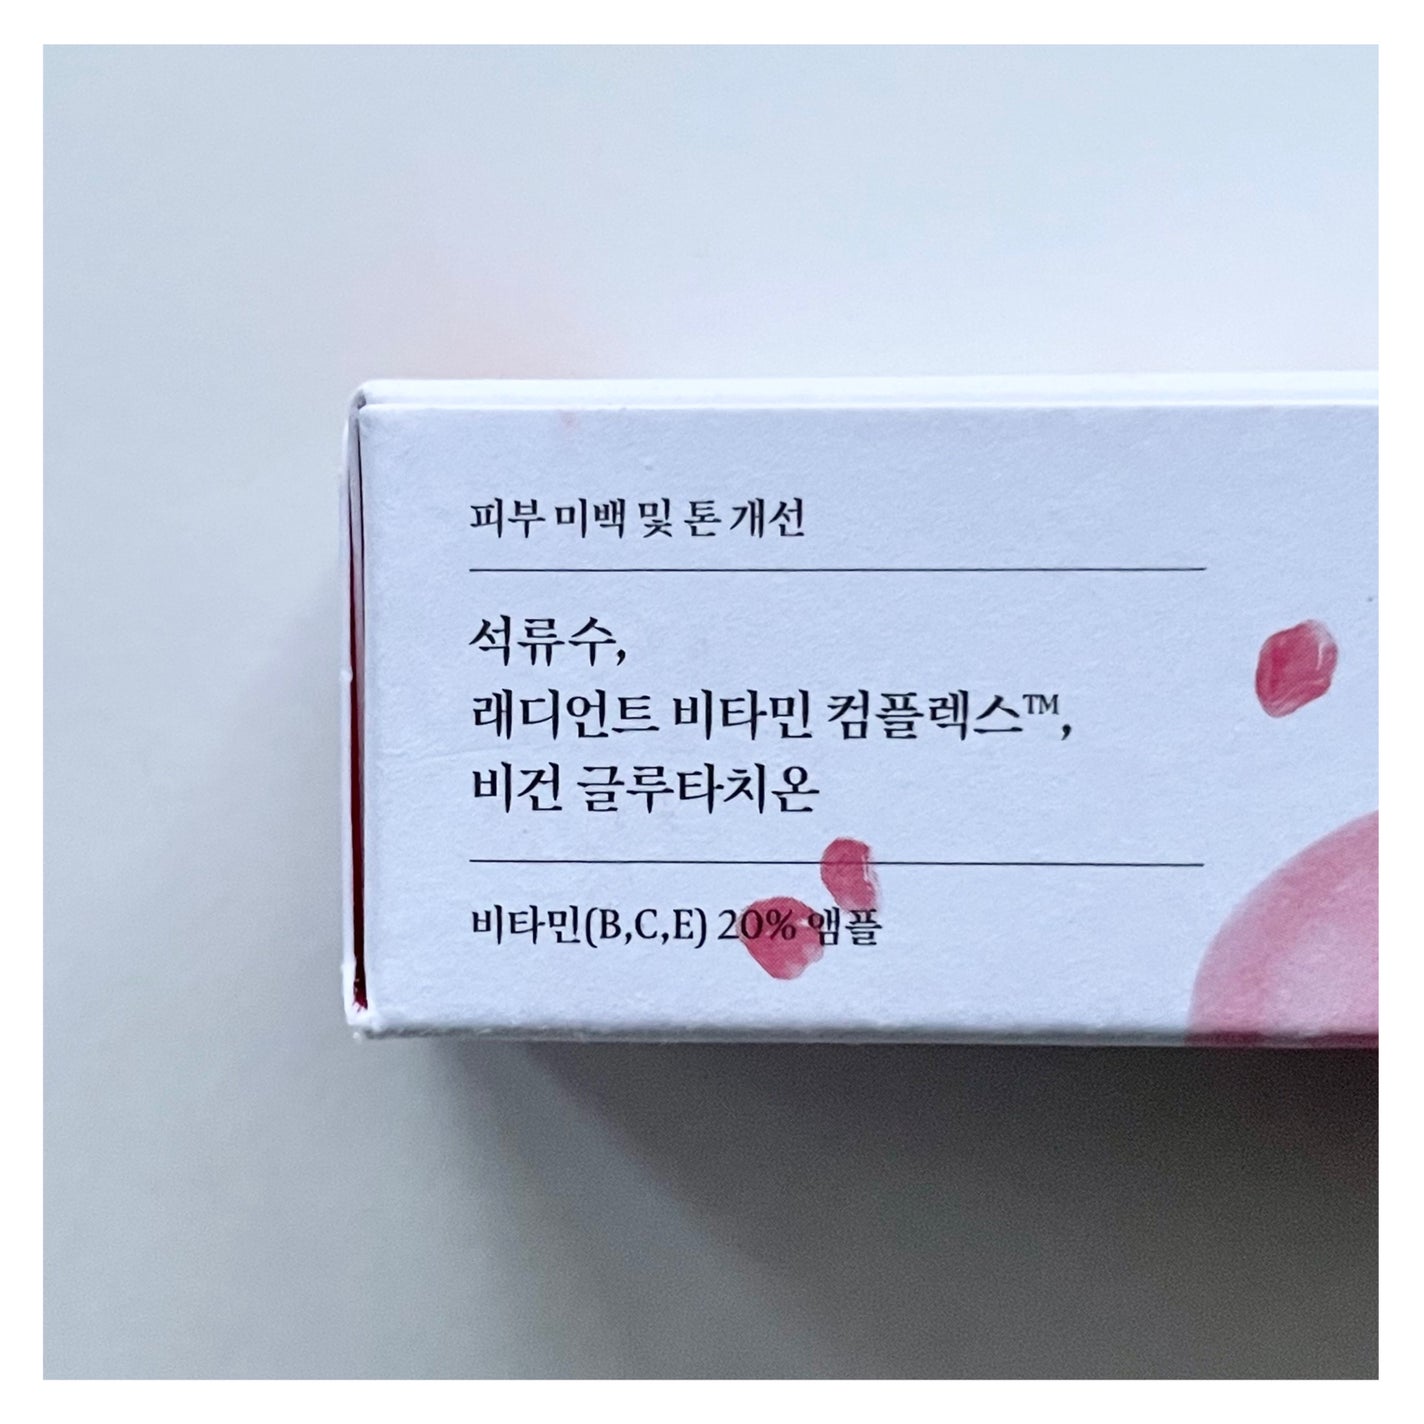 피부 미백 및 톤 개선
석류수,
래디언트 비타민 컴플렉스™,
비건 글루타치온
비타민(B,C,E) 20% 앰플